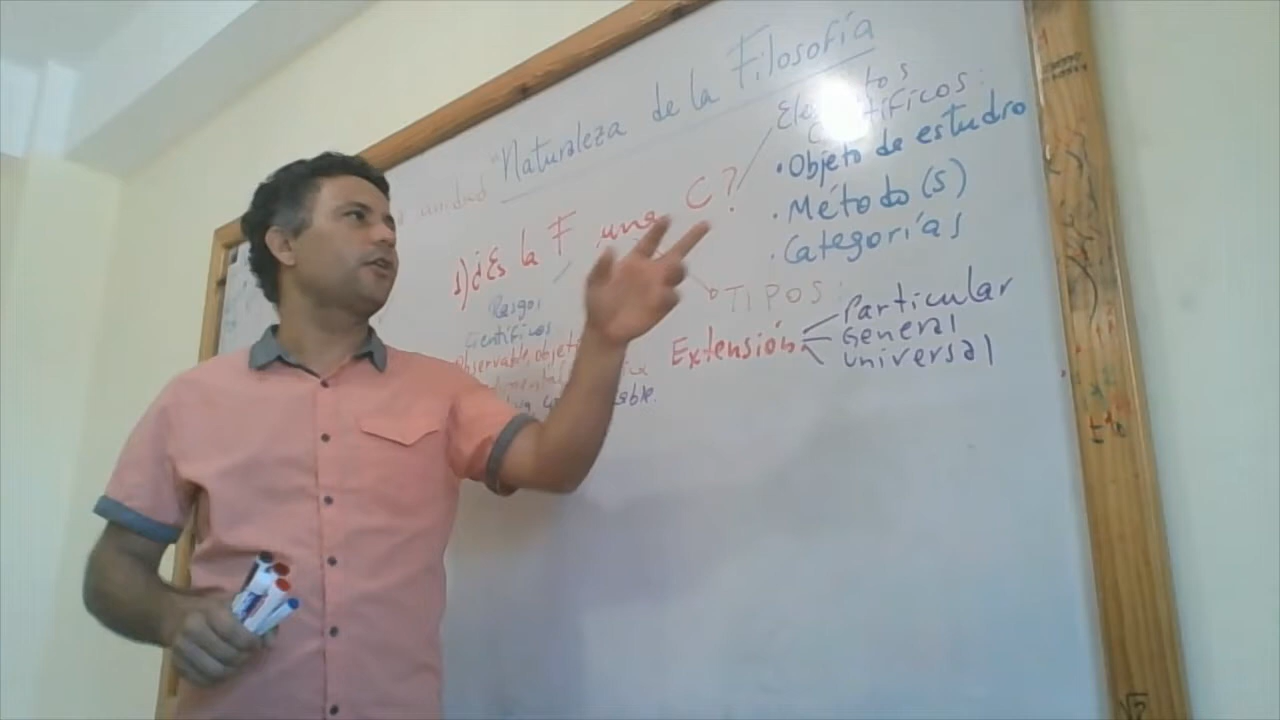 unidad "Naturaleza de la Filosofía
1) ¿Es la F una C?
Elementos
Científicos:
• Objeto de estudio
• Método (s)
• Categorías
Rasgos
Científicos
Observable,
TIPOS:
Extensión
Particular
General
universal